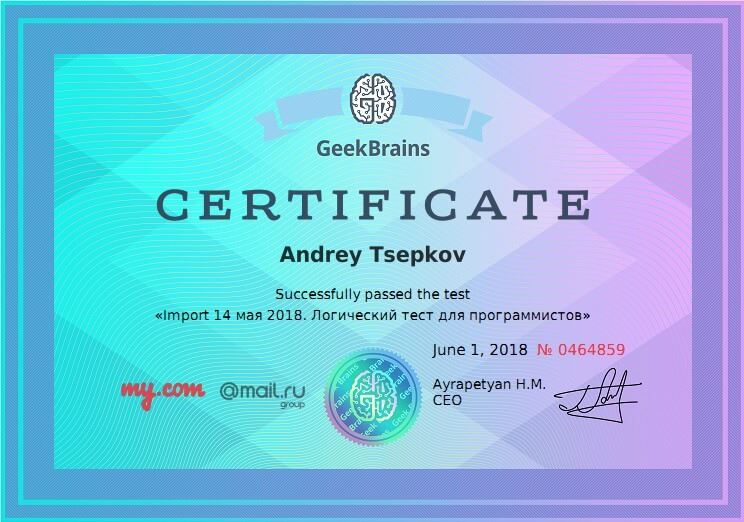 GeekBrains
CERTIFICATE
Andrey Tsepkov
Successfully passed the test
«Import 14 мая 2018. Логический тест для программистов»
June 1, 2018 № 0464859
my.com @mail.ru
group
Ayrapetyan H.M.
CEO